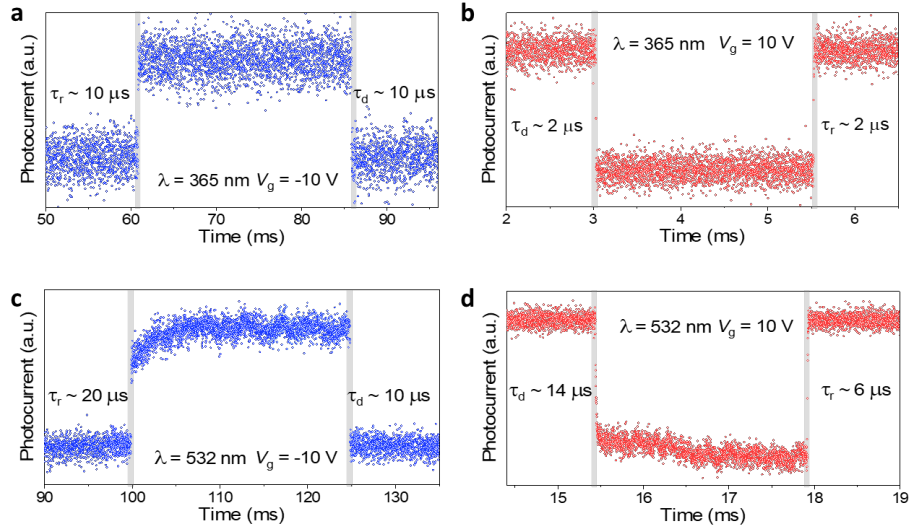 a
Photocurrent (a.u.)
τr ~ 10 μs
τd ~ 10 μs
λ = 365 nm Vg = -10 V
50 60 70 80 90
Time (ms)
b
Photocurrent (a.u.)
λ = 365 nm Vg = 10 V
τd ~ 2 μs
τr ~ 2 μs
2 3 4 5 6
Time (ms)
c
Photocurrent (a.u.)
τr ~ 20 μs
τd ~ 10 μs
λ = 532 nm Vg = -10 V
90 100 110 120 130
Time (ms)
d
Photocurrent (a.u.)
λ = 532 nm Vg = 10 V
τd ~ 14 μs
τr ~ 6 μs
15 16 17 18 19
Time (ms)